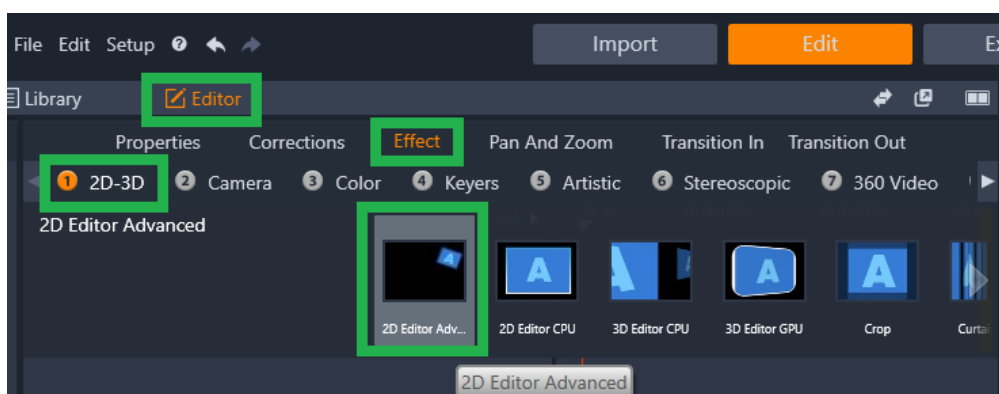 File Edit Setup ? Import Edit
Library Editor
Properties Corrections Effect Pan And Zoom Transition In Transition Out
1 2D-3D 2 Camera 3 Color 4 Keyers 5 Artistic 6 Stereoscopic 7 360 Video
2D Editor Advanced
A A A A
2D Editor Adv... 2D Editor CPU 3D Editor CPU 3D Editor GPU Crop Curtai
2D Editor Advanced